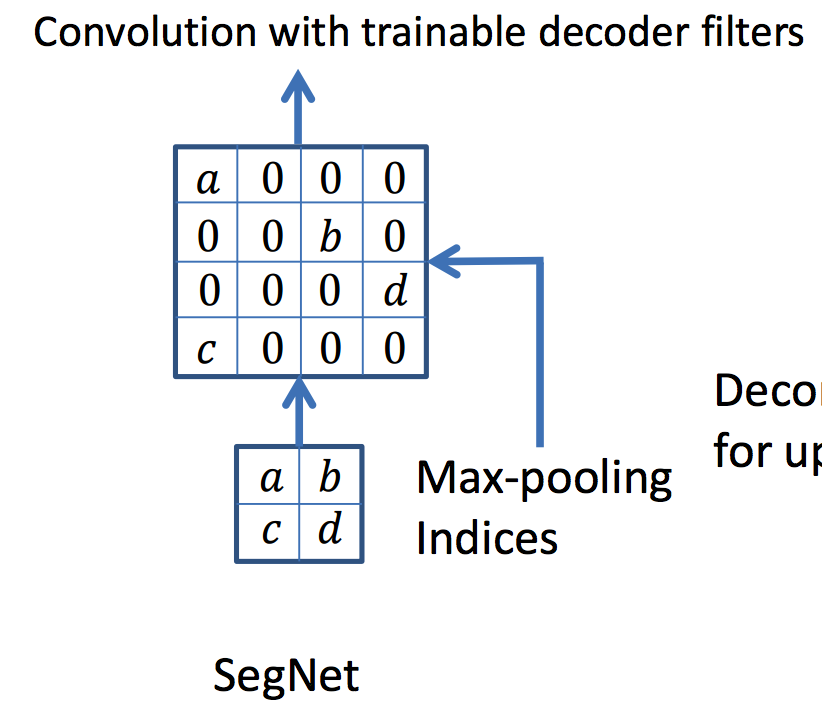 Convolution with trainable decoder filters
a 0 0 0
0 0 b 0
0 0 0 d
c 0 0 0
a b
c d
Max-pooling
Indices
for
SegNet